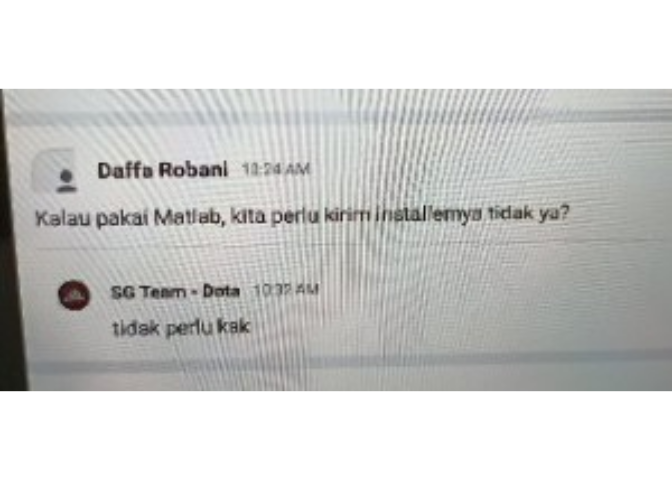 Daffa Robani 10:24 AM
Kalau pakai Matlab, kita perlu kirim installernya tidak ya?
SG Team - Dota 10:32 AM
tidak perlu kak